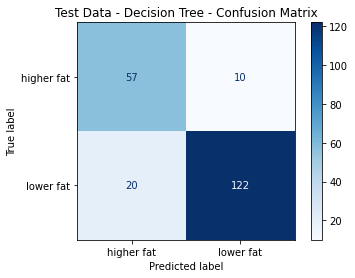 Test Data - Decision Tree - Confusion Matrix
120
100
80
60
40
20
higher fat
57
10
lower fat
20
122
True label
higher fat
lower fat
Predicted label